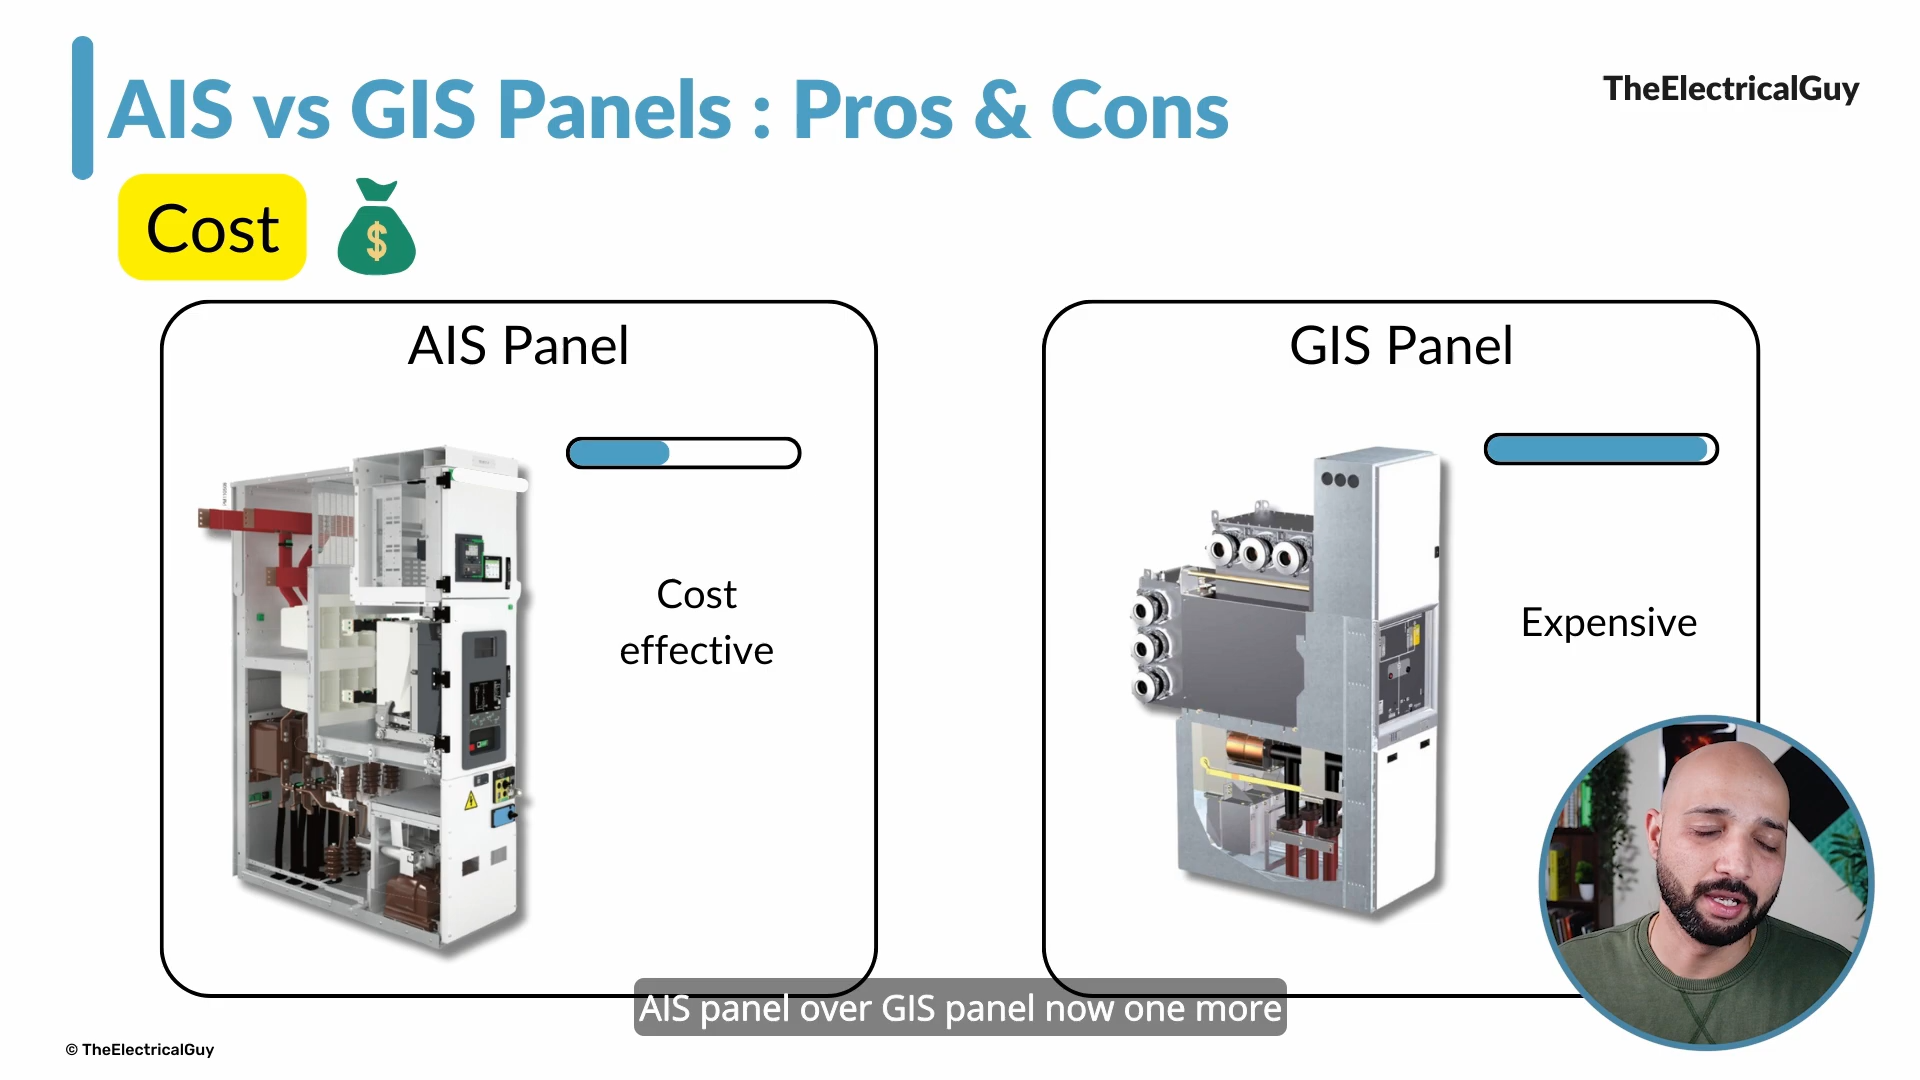 AIS vs GIS Panels : Pros & Cons
TheElectricalGuy
Cost
$
AIS Panel
GIS Panel
Cost
effective
Expensive
AIS panel over GIS panel now one more
© TheElectricalGuy